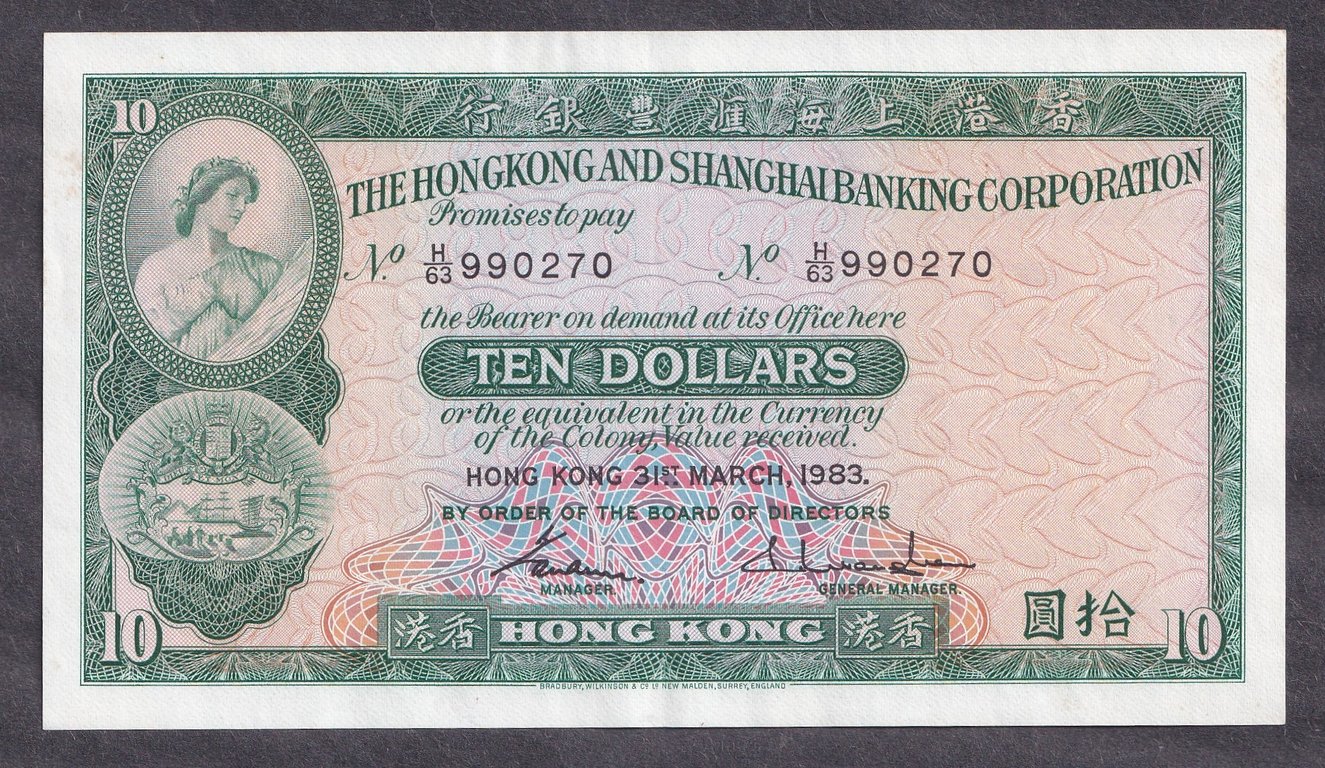 10
行銀豐滙海上港香
THE HONGKONG AND SHANGHAI BANKING CORPORATION
Promises to pay
No. H/63 990270 No. H/63 990270
the Bearer on demand at its Office here
TEN DOLLARS
or the equivalent in the Currency
of the Colony, Value received.
HONG KONG 31ST MARCH, 1983.
BY ORDER OF THE BOARD OF DIRECTORS
MANAGER. GENERAL MANAGER.
10 港香 HONG KONG 港香 圓拾 10
BRADBURY, WILKINSON & Co. Ld. NEW MALDEN, SURREY, ENGLAND